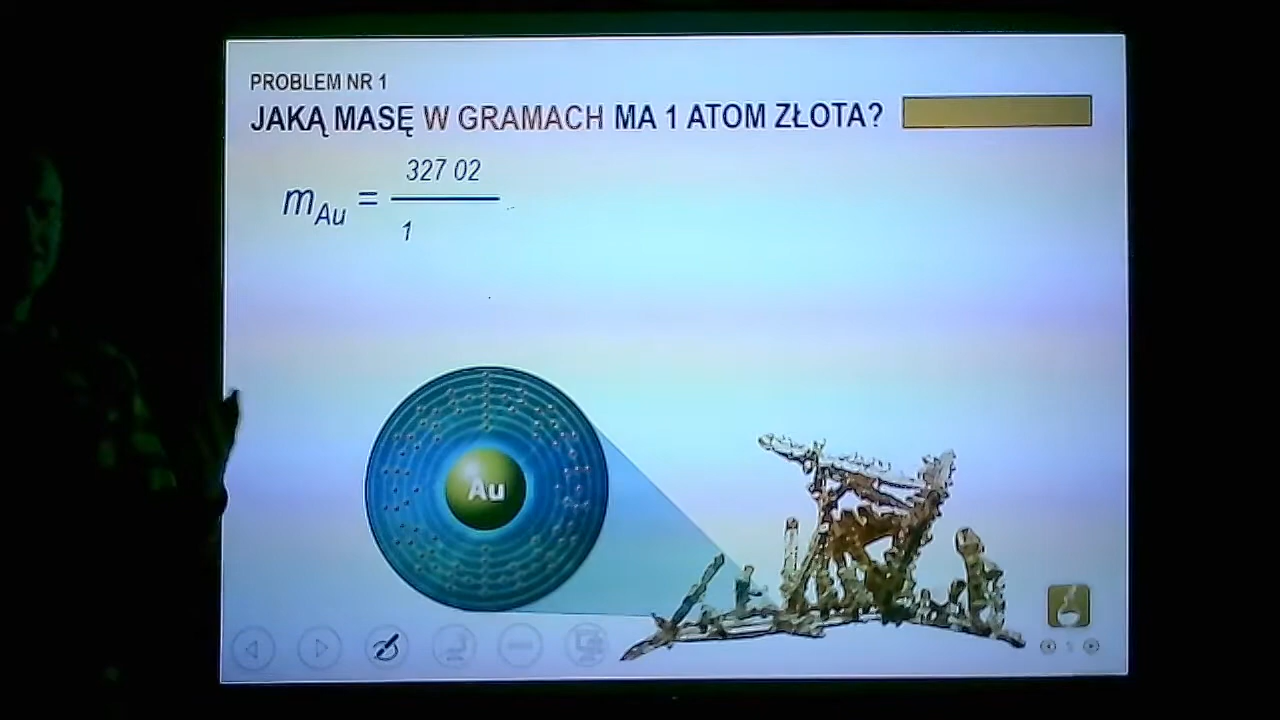 PROBLEM NR 1
JAKĄ MASĘ W GRAMACH MA 1 ATOM ZŁOTA?
327 02
mAu =
1
Au